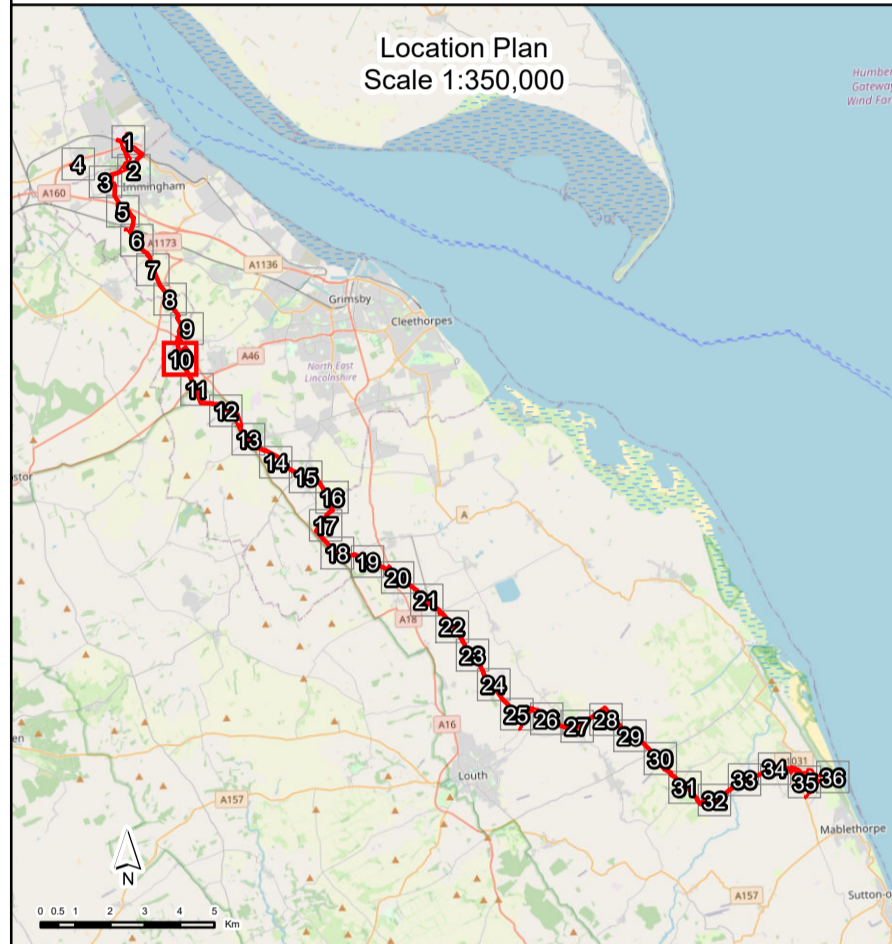 Location Plan
Scale 1:350,000
Humber
Gateway
Wind Far
1
4
2
3
Immingham
A160
5
6
A1173
7
A1136
8
Grimsby
9
Cleethorpes
10
A46
North East
Lincolnshire
11
12
13
14
15
stor
16
17
A
18
19
20
21
A18
22
23
24
25
26
27
28
A16
29
en
30
1031
34
36
Louth
33
35
31
32
A157
Mablethorpe
N
A157
Sutton-o
0 0.5 1 2 3 4 5
Km